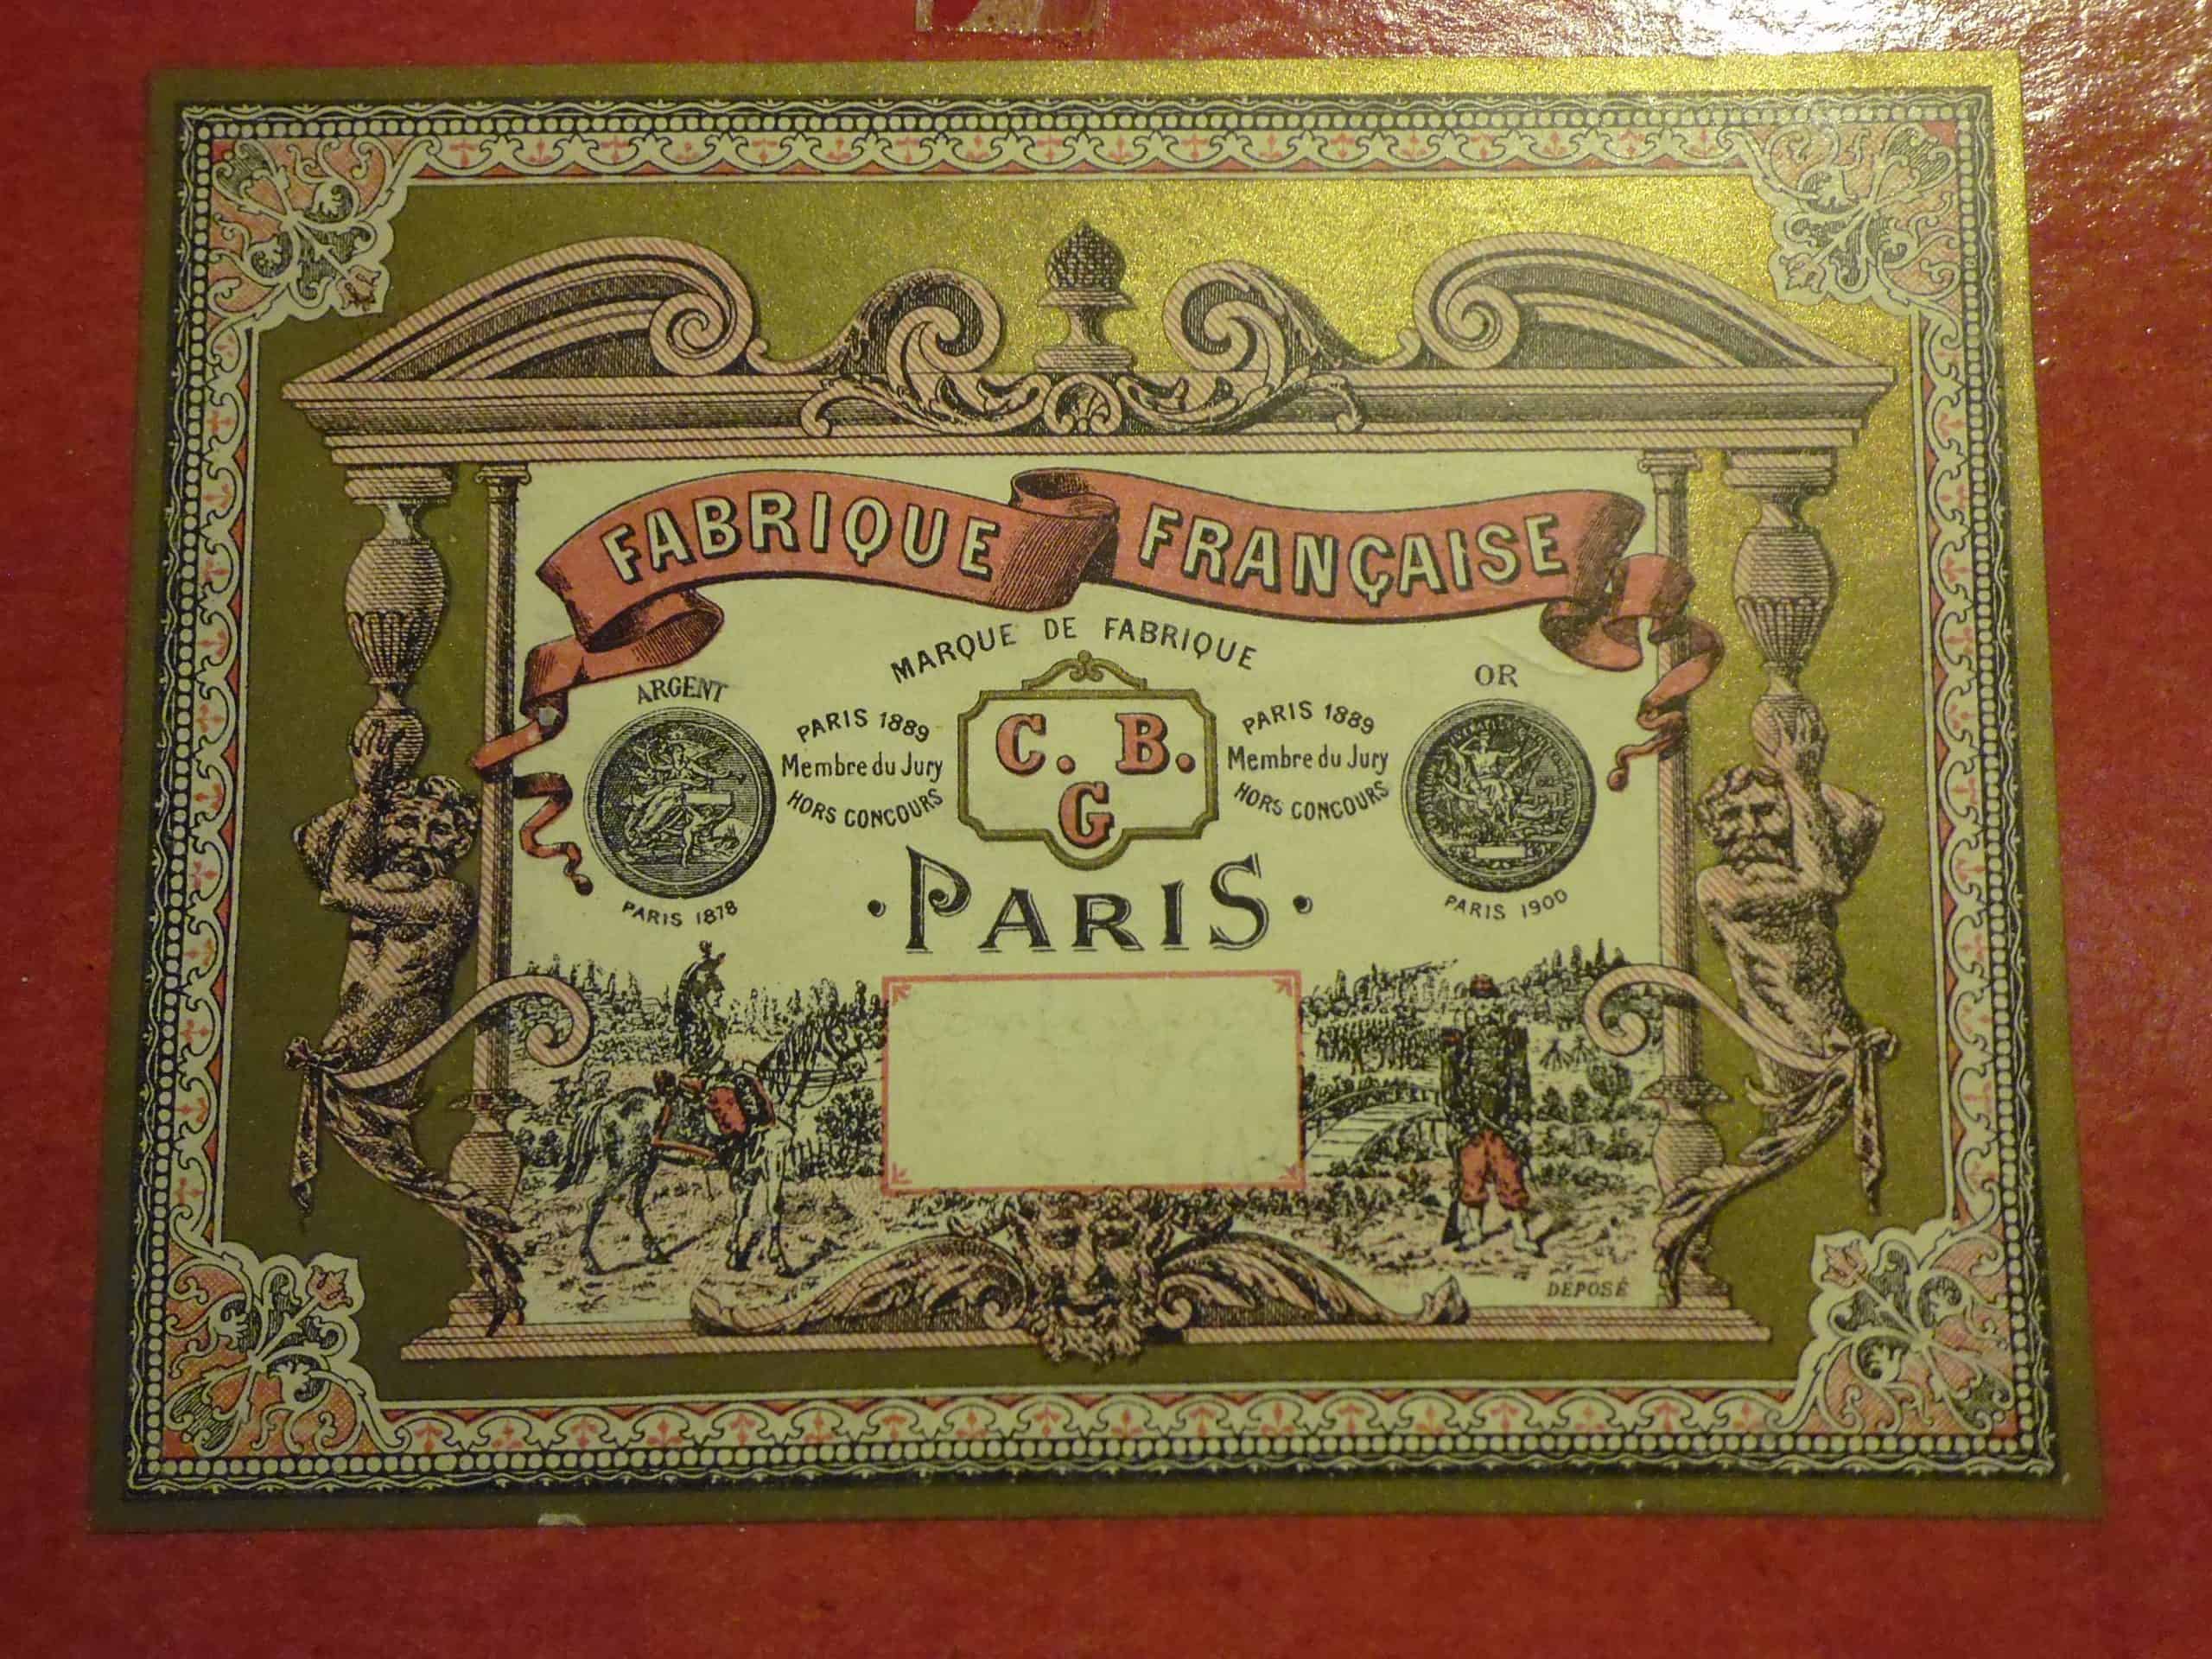 FABRIQUE FRANÇAISE
MARQUE DE FABRIQUE
ARGENT
PARIS 1878
PARIS 1889
Membre du Jury
HORS CONCOURS
C. B.
G
PARIS 1889
Membre du Jury
HORS CONCOURS
OR
PARIS 1900
· PARIS ·
DÉPOSÉ